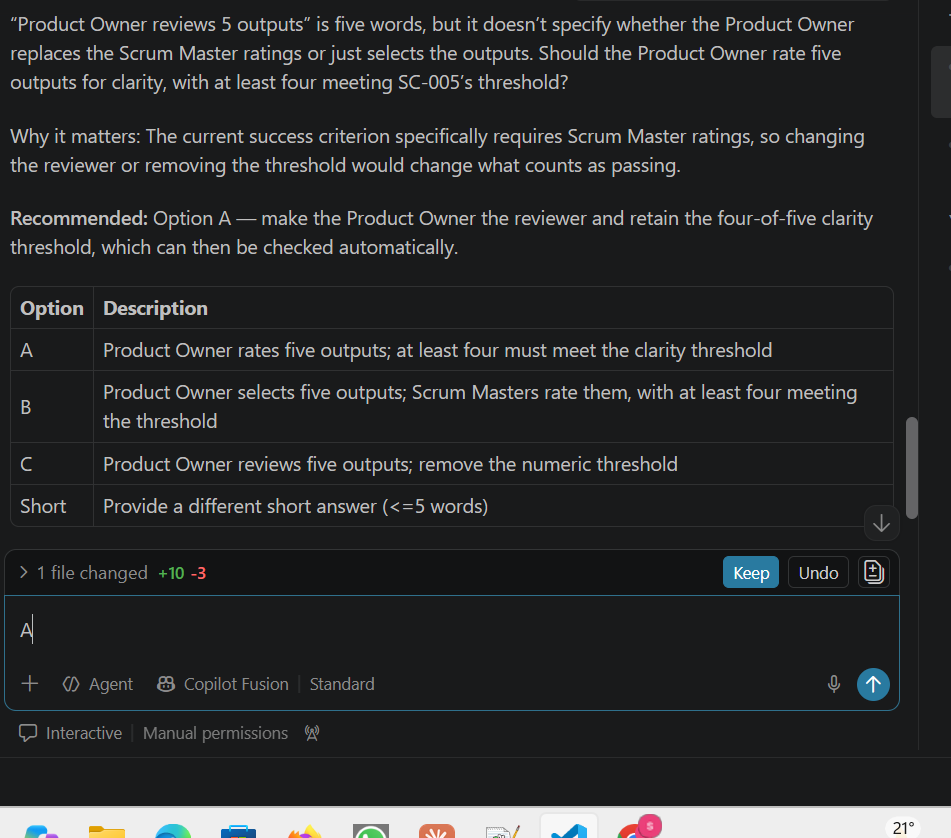 “Product Owner reviews 5 outputs” is five words, but it doesn’t specify whether the Product Owner
replaces the Scrum Master ratings or just selects the outputs. Should the Product Owner rate five
outputs for clarity, with at least four meeting SC-005’s threshold?
Why it matters: The current success criterion specifically requires Scrum Master ratings, so changing
the reviewer or removing the threshold would change what counts as passing.
Recommended: Option A — make the Product Owner the reviewer and retain the four-of-five clarity
threshold, which can then be checked automatically.
Option Description
A Product Owner rates five outputs; at least four must meet the clarity threshold
B Product Owner selects five outputs; Scrum Masters rate them, with at least four meeting
the threshold
C Product Owner reviews five outputs; remove the numeric threshold
Short Provide a different short answer (<=5 words)
1 file changed +10 -3 Keep Undo
A
Agent Copilot Fusion Standard
Interactive Manual permissions
s
21°